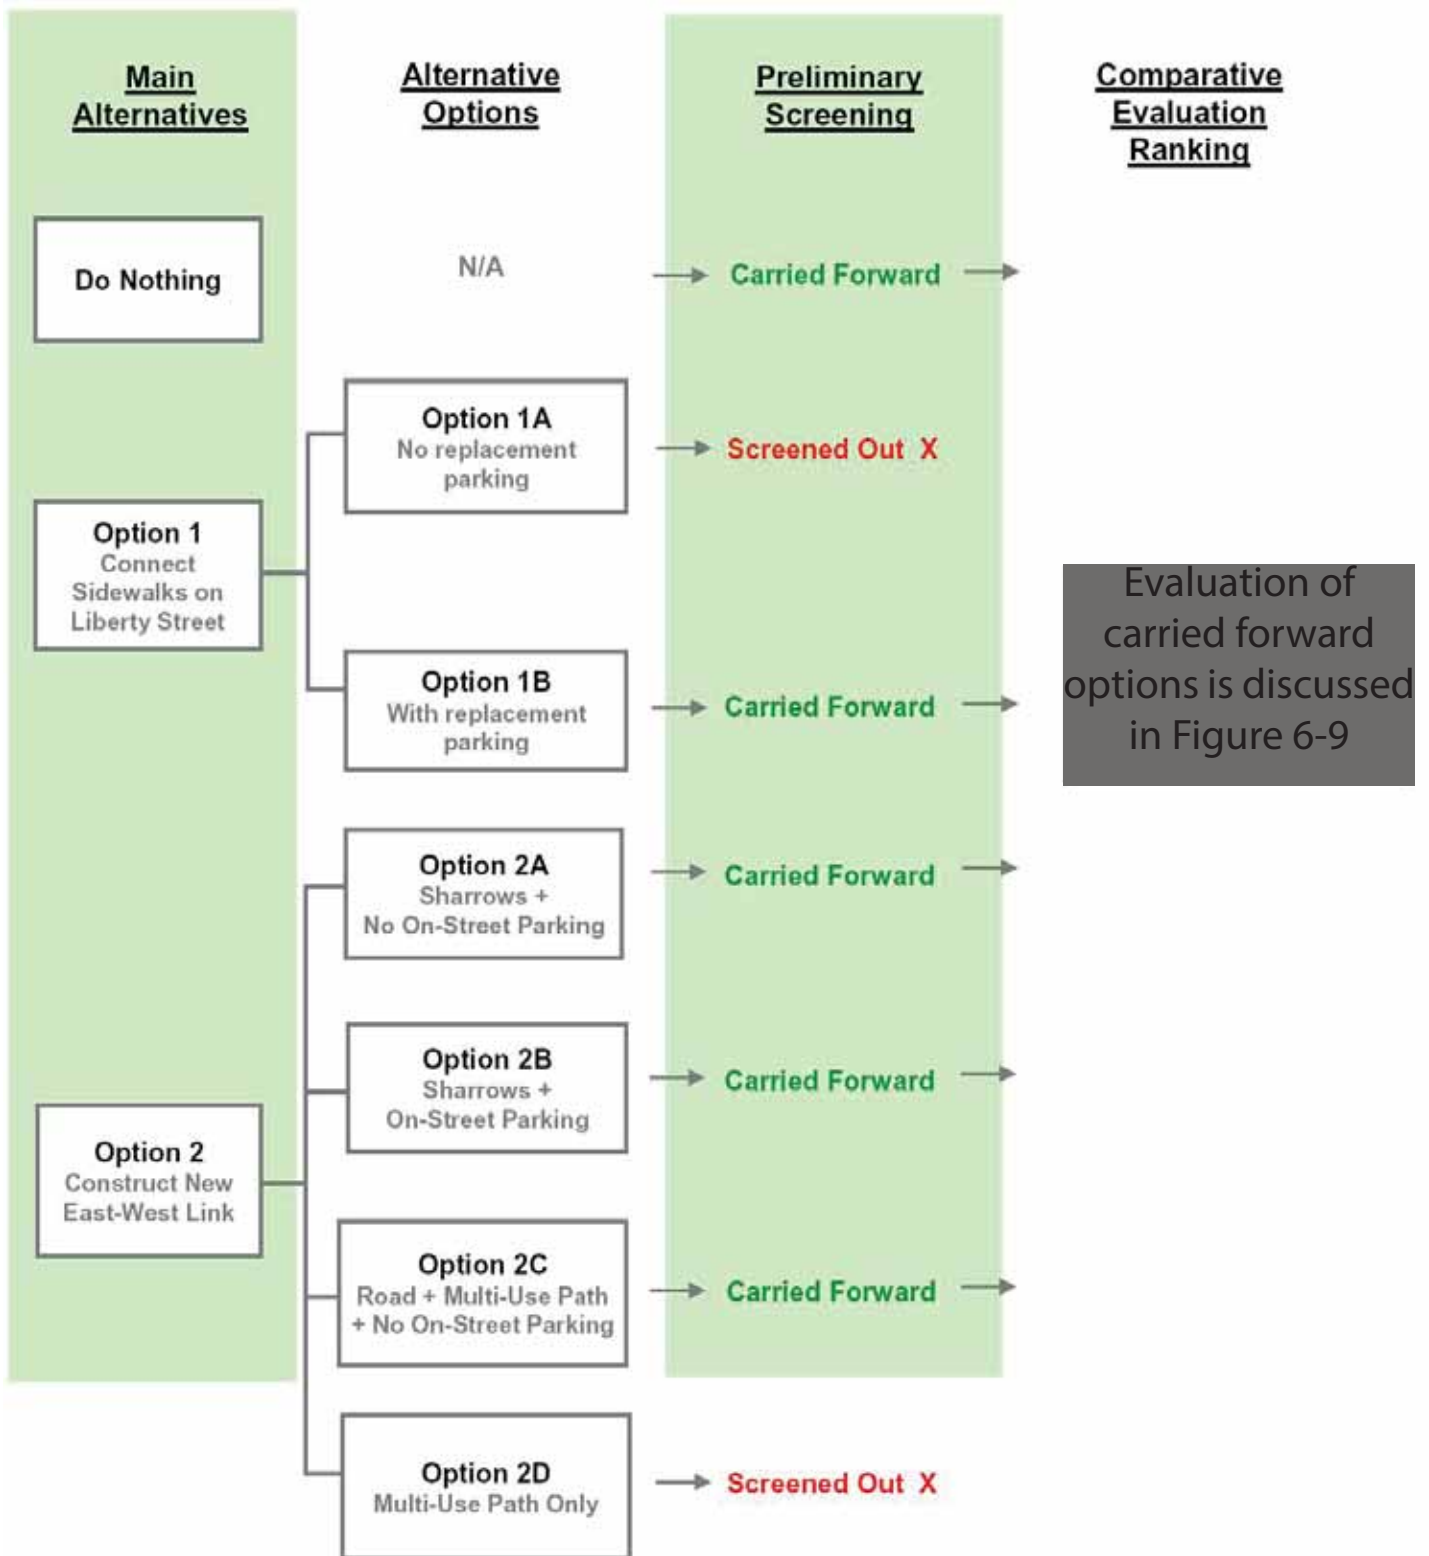 Main
Alternatives
Alternative
Options
Preliminary
Screening
Comparative
Evaluation
Ranking
Do Nothing
N/A
Carried Forward
Option 1
Connect
Sidewalks on
Liberty Street
Option 1A
No replacement
parking
Screened Out X
Option 1B
With replacement
parking
Carried Forward
Evaluation of
carried forward
options is discussed
in Figure 6-9
Option 2
Construct New
East-West Link
Option 2A
Sharrows +
No On-Street Parking
Carried Forward
Option 2B
Sharrows +
On-Street Parking
Carried Forward
Option 2C
Road + Multi-Use Path
+ No On-Street Parking
Carried Forward
Option 2D
Multi-Use Path Only
Screened Out X